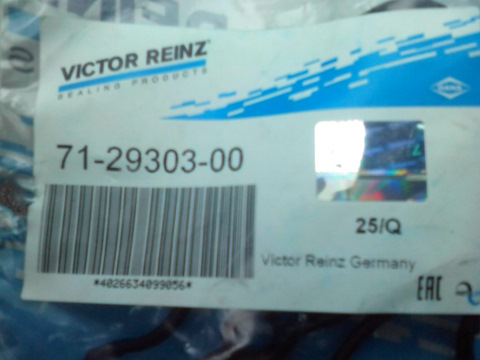 VICTOR REINZ®
SEALING PRODUCTS
71-29303-00
25/Q
*4026634099056*
Victor Reinz Germany
EAC